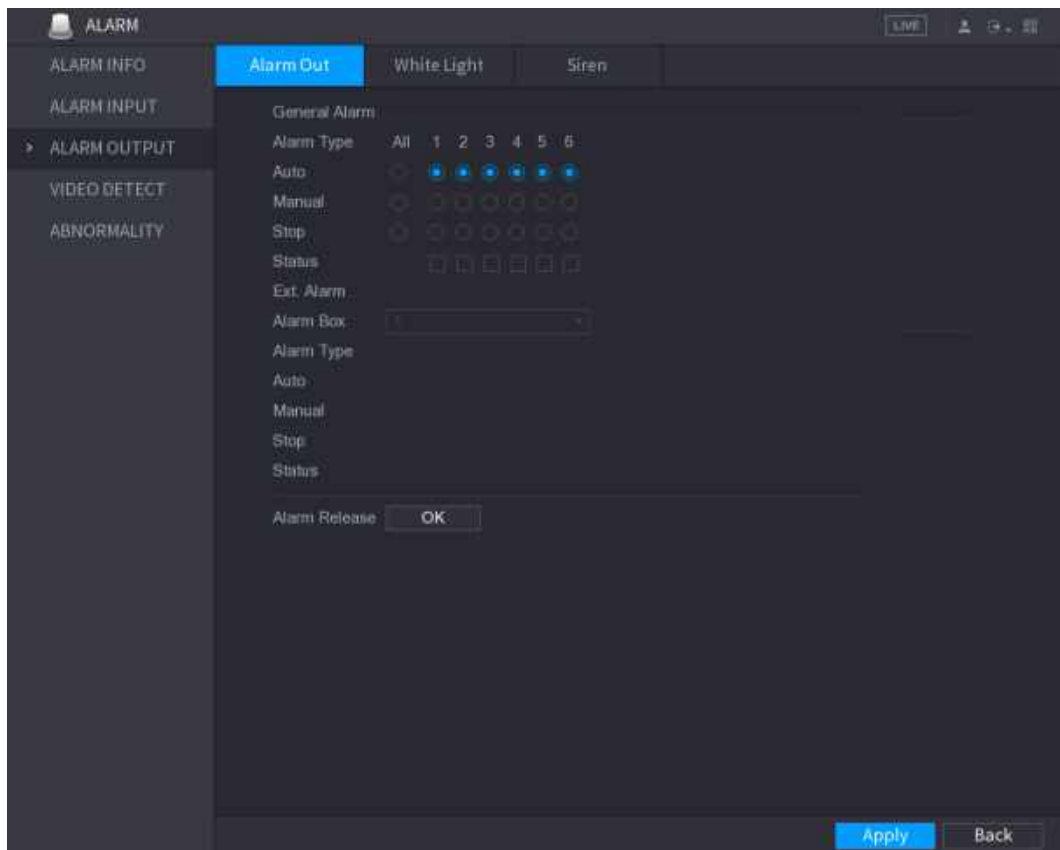 ALARM
LIVE
ALARM INFO
ALARM INPUT
ALARM OUTPUT
VIDEO DETECT
ABNORMALITY
Alarm Out White Light Siren
General Alarm
Alarm Type All 1 2 3 4 5 6
Auto
Manual
Stop
Status
Ext. Alarm
Alarm Box
Alarm Type
Auto
Manual
Stop
Status
Alarm Release OK
Apply Back